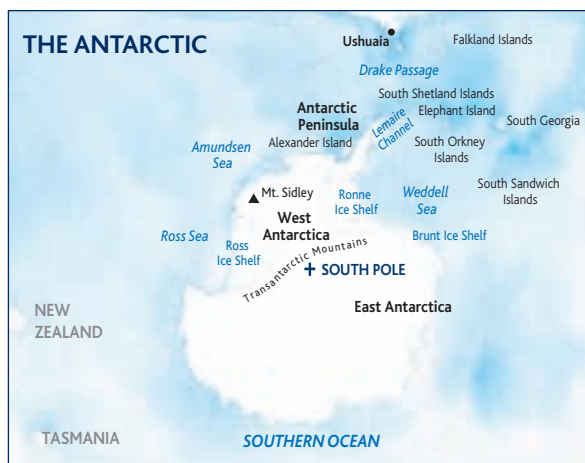 THE ANTARCTIC
Ushuaia
Falkland Islands
Drake Passage
South Shetland Islands
Antarctic
Peninsula
Elephant Island
Lemaire
Channel
South Georgia
Alexander Island
South Orkney
Islands
Amundsen
Sea
Mt. Sidley
Ronne
Ice Shelf
Weddell
Sea
South Sandwich
Islands
West
Antarctica
Ross Sea
Ross
Ice Shelf
Brunt Ice Shelf
Transantarctic Mountains
SOUTH POLE
East Antarctica
NEW
ZEALAND
TASMANIA
SOUTHERN OCEAN